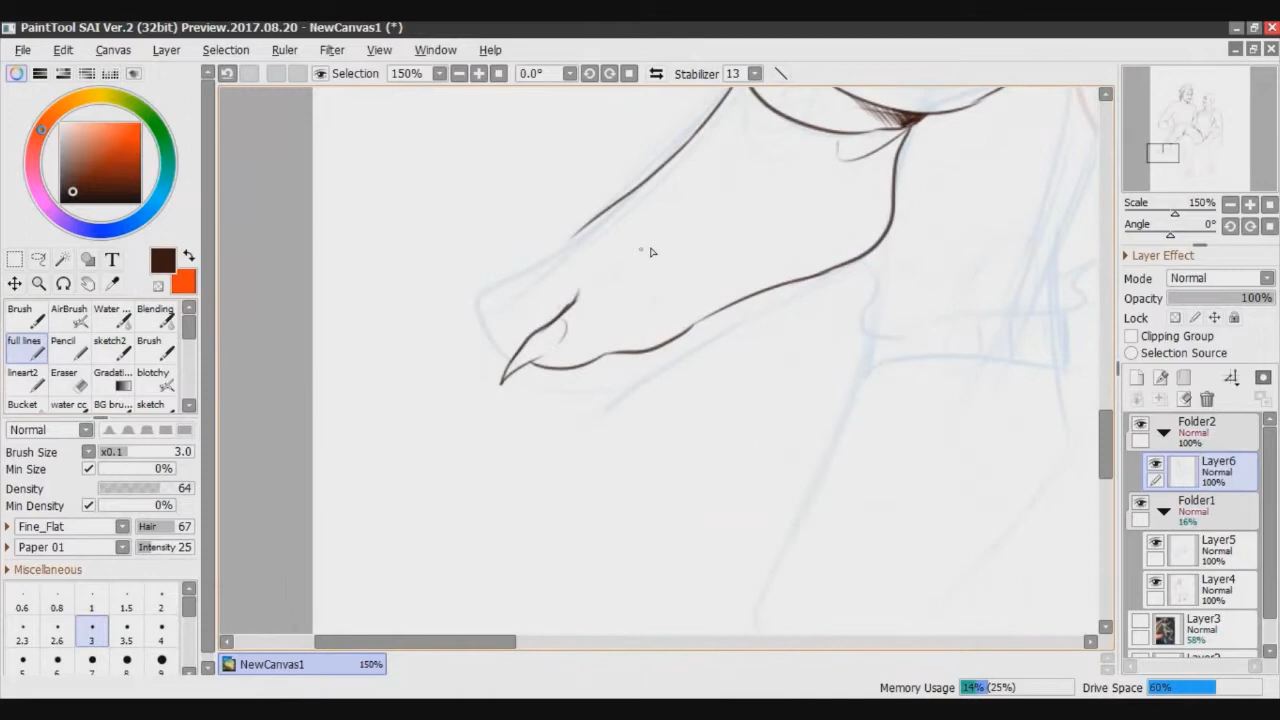 PaintTool SAI Ver.2 (32bit) Preview.2017.08.20 - NewCanvas1 (*)
File Edit Canvas Layer Selection Ruler Filter View Window Help
Selection 150% 0.0° Stabilizer 13
Scale 150%
Angle 0°
Layer Effect
Mode Normal
Opacity 100%
Lock
Clipping Group
Selection Source
T
Brush AirBrush Water ... Blending
full lines Pencil sketch2 Brush
lineart2 Eraser Gradati... blotchy
Bucket water cc BG bru... sketch
Normal
Brush Size x0.1 3.0
Min Size 0%
Density 64
Min Density 0%
Fine_Flat Hair 67
Paper 01 Intensity 25
Miscellaneous
0.6 0.8 1 1.5 2
2.3 2.6 3 3.5 4
5 6 7 8 9
Folder2
Normal
100%
Layer6
Normal
100%
Folder1
Normal
16%
Layer5
Normal
100%
Layer4
Normal
100%
Layer3
Normal
58%
NewCanvas1 150%
Memory Usage 14% (25%) Drive Space 60%